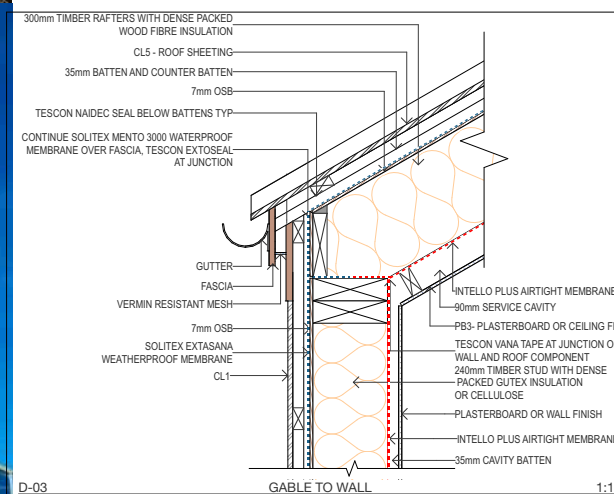 300mm TIMBER RAFTERS WITH DENSE PACKED
WOOD FIBRE INSULATION
CL5 - ROOF SHEETING
35mm BATTEN AND COUNTER BATTEN
7mm OSB
TESCON NAIDEC SEAL BELOW BATTENS TYP
CONTINUE SOLITEX MENTO 3000 WATERPROOF
MEMBRANE OVER FASCIA, TESCON EXTOSEAL
AT JUNCTION
GUTTER
FASCIA
VERMIN RESISTANT MESH
7mm OSB
SOLITEX EXTASANA
WEATHERPROOF MEMBRANE
CL1
INTELLO PLUS AIRTIGHT MEMBRANE
90mm SERVICE CAVITY
PB3- PLASTERBOARD OR CEILING FI
TESCON VANA TAPE AT JUNCTION O
WALL AND ROOF COMPONENT
240mm TIMBER STUD WITH DENSE
PACKED GUTEX INSULATION
OR CELLULOSE
PLASTERBOARD OR WALL FINISH
INTELLO PLUS AIRTIGHT MEMBRANE
35mm CAVITY BATTEN
D-03
GABLE TO WALL
1:1